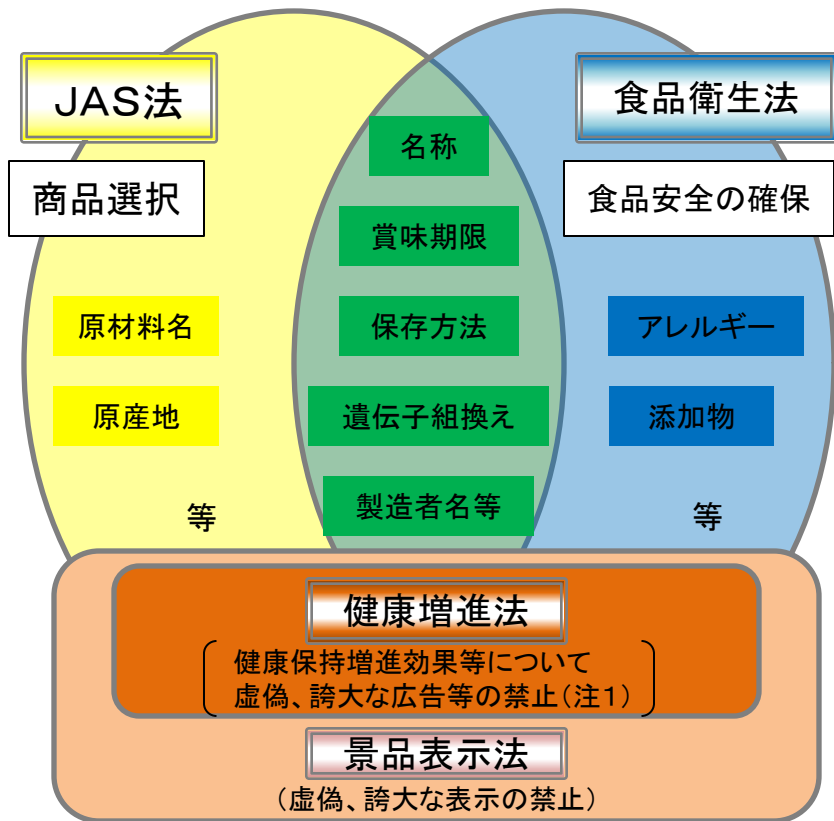 JAS法
食品衛生法
商品選択
食品安全の確保
名称
賞味期限
原材料名
保存方法
アレルギー
原産地
遺伝子組換え
添加物
製造者名等
等
等
健康増進法
健康保持増進効果等について
虚偽、誇大な広告等の禁止(注1)
景品表示法
(虚偽、誇大な表示の禁止)